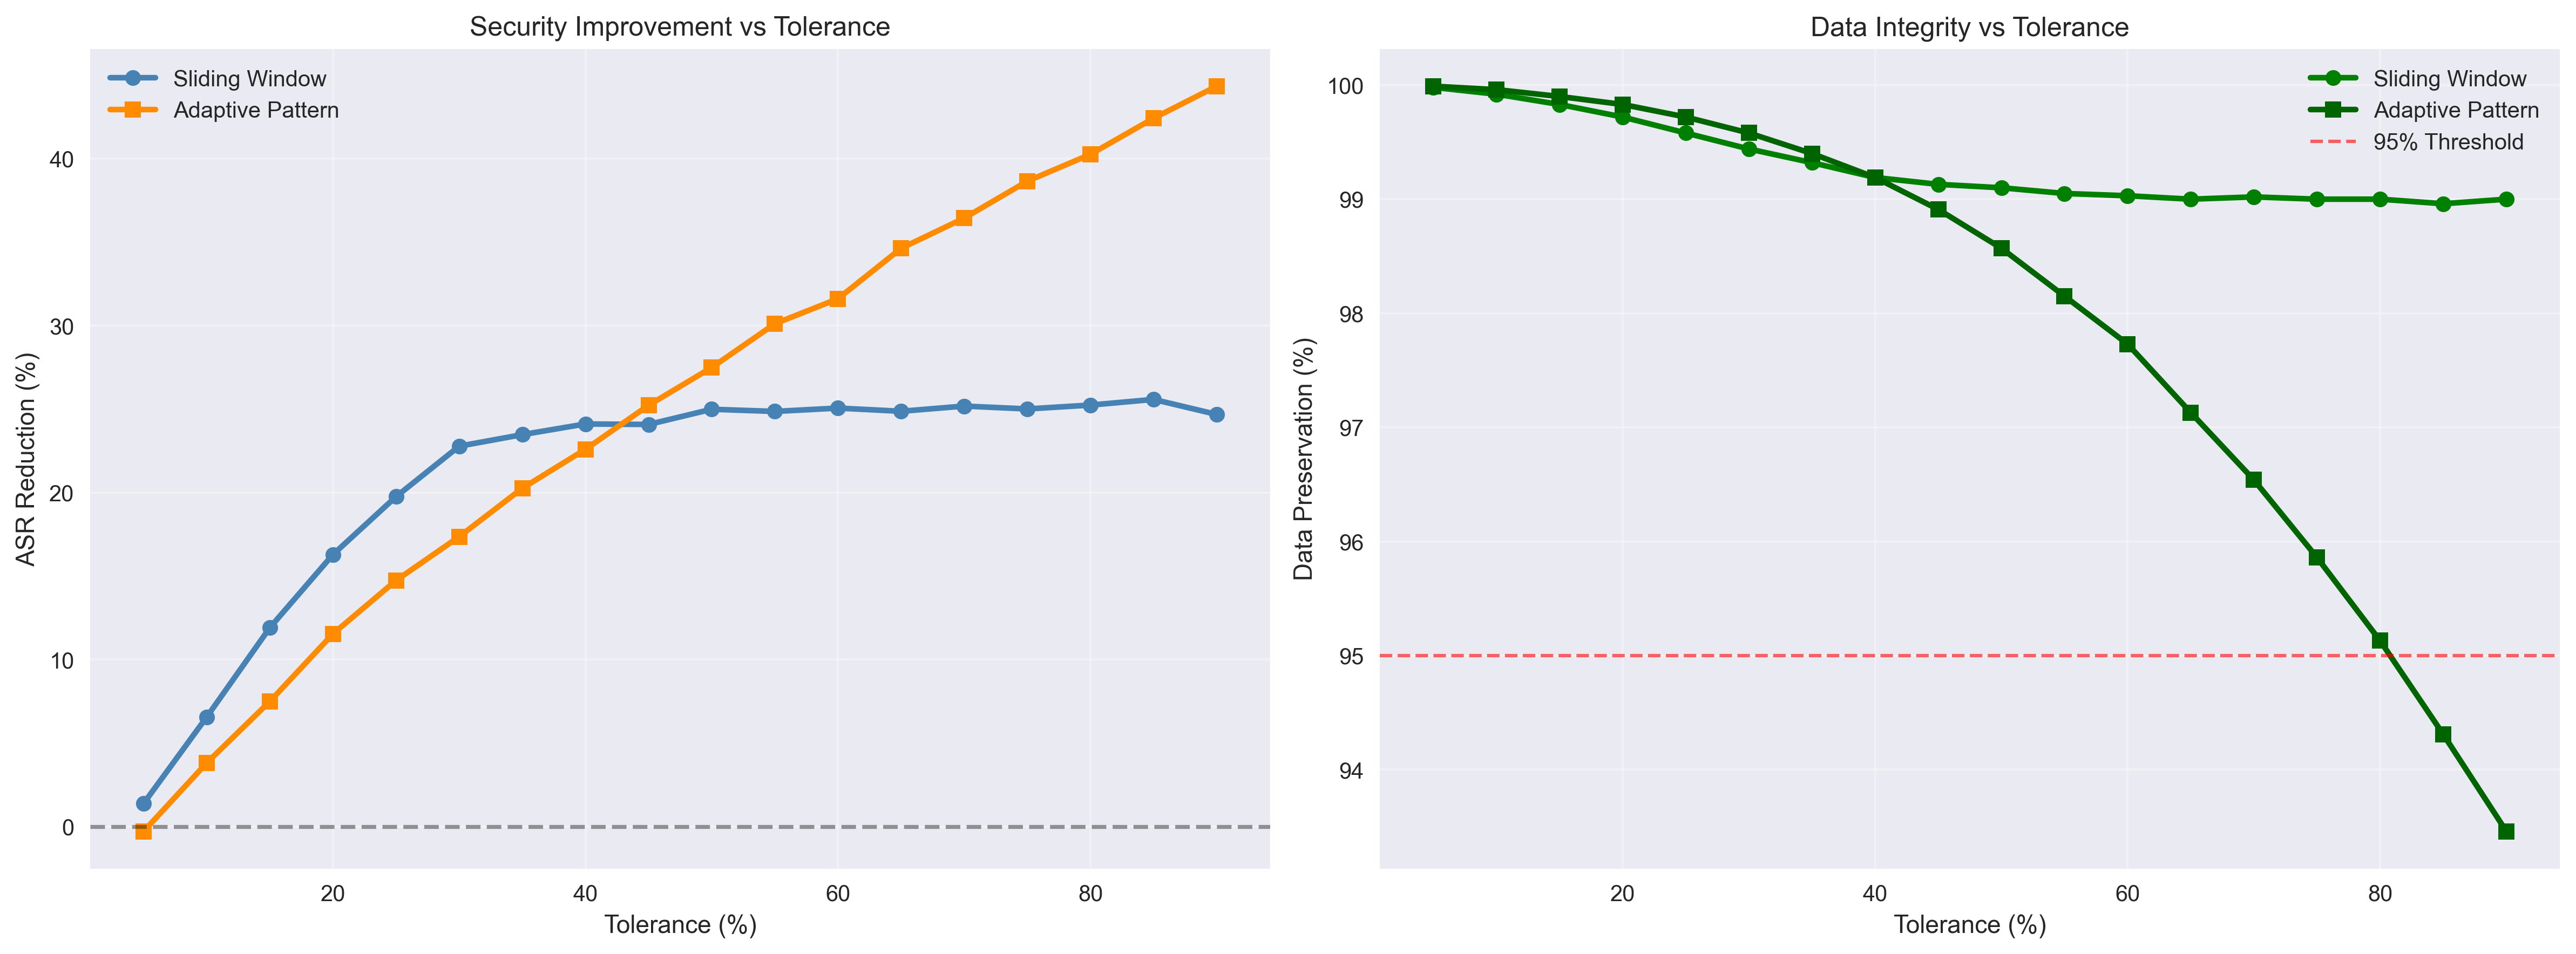 Security Improvement vs Tolerance
Sliding Window
Adaptive Pattern
40
30
20
10
0
ASR Reduction (%)
20 40 60 80
Tolerance (%)
Data Integrity vs Tolerance
Sliding Window
Adaptive Pattern
95% Threshold
100
99
98
97
96
95
94
Data Preservation (%)
20 40 60 80
Tolerance (%)